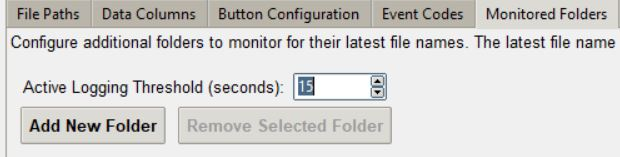 File Paths Data Columns Button Configuration Event Codes Monitored Folders
Configure additional folders to monitor for their latest file names. The latest file name
Active Logging Threshold (seconds): 15
Add New Folder Remove Selected Folder